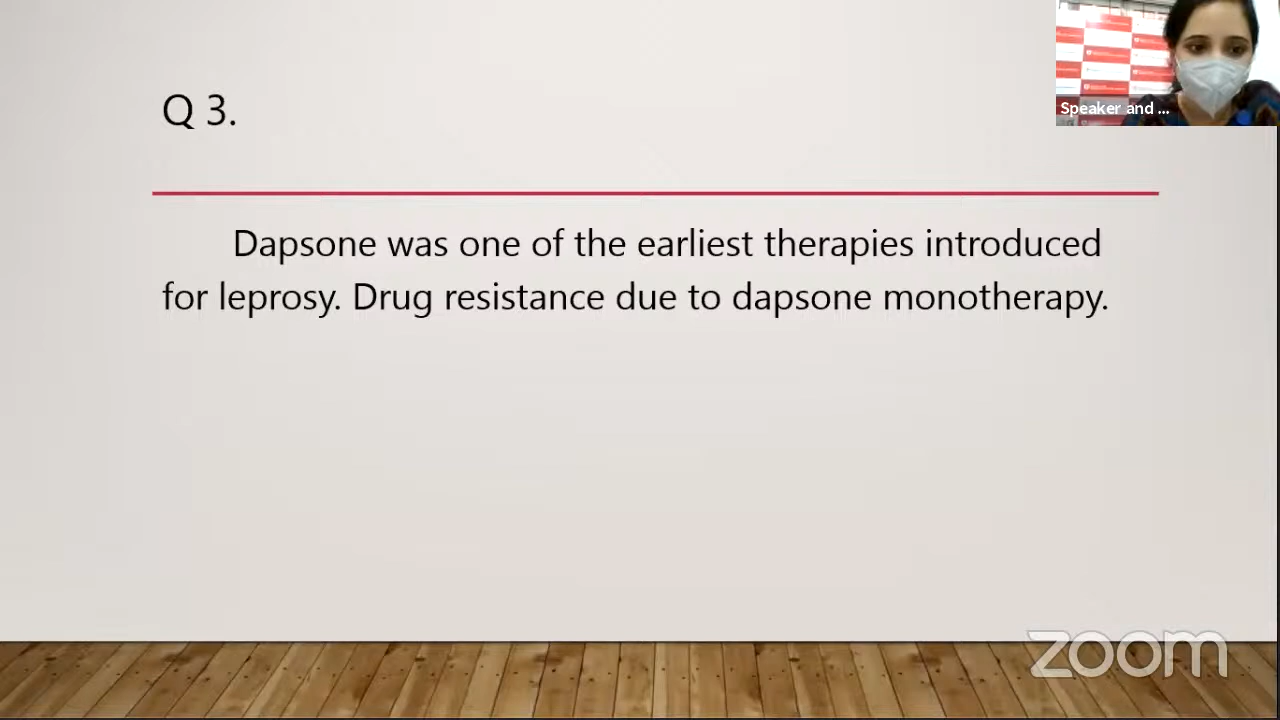 Q 3.
Speaker and ...
Dapsone was one of the earliest therapies introduced
for leprosy. Drug resistance due to dapsone monotherapy.
zoom